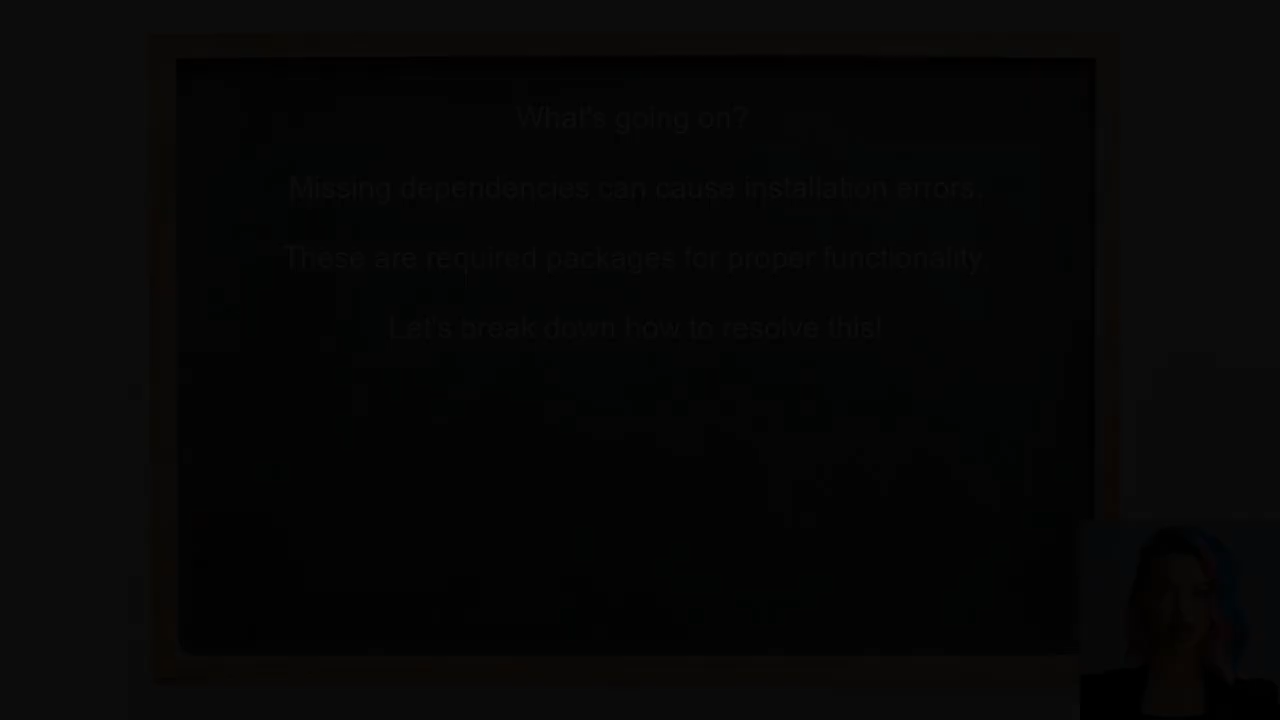 What's going on?
Missing dependencies can cause installation errors.
These are required packages for proper functionality.
Let's break down how to resolve this!